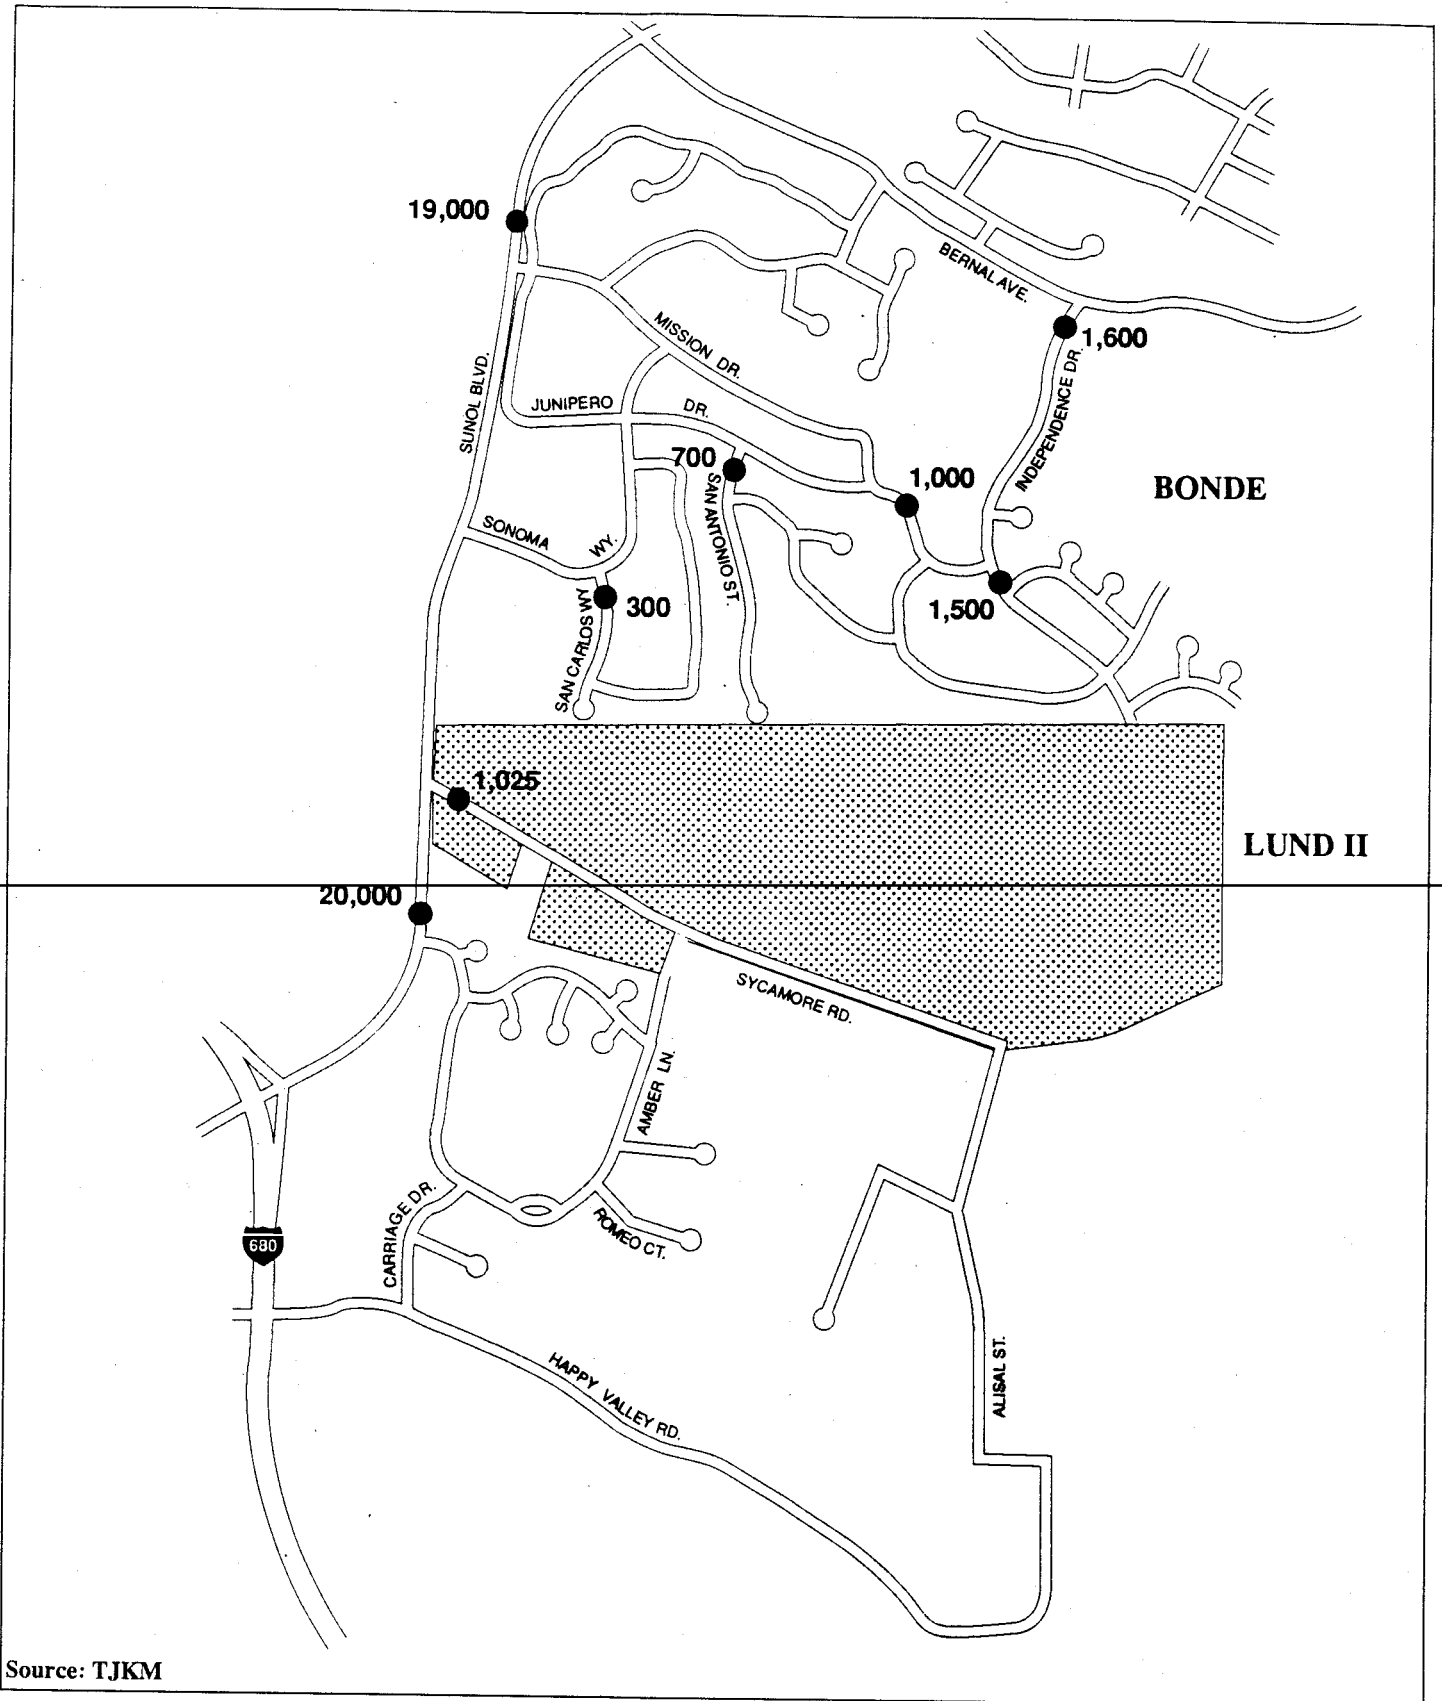 19,000
BERNAL AVE.
1,600
MISSION DR.
SUNOL BLVD.
INDEPENDENCE DR.
JUNIPERO DR.
700
1,000
BONDE
SAN ANTONIO ST.
SONOMA WY.
300
1,500
SAN CARLOS WY
1,025
LUND II
20,000
SYCAMORE RD.
AMBER LN.
CARRIAGE DR.
ROMEO CT.
680
HAPPY VALLEY RD.
ALISAL ST.
Source: TJKM